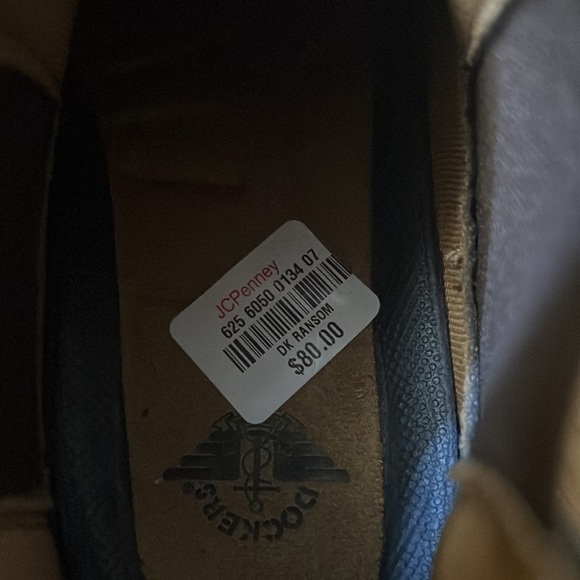 JCPenney
625 6050 0134 07
DK RANSOM
$80.00
DOCKERS®